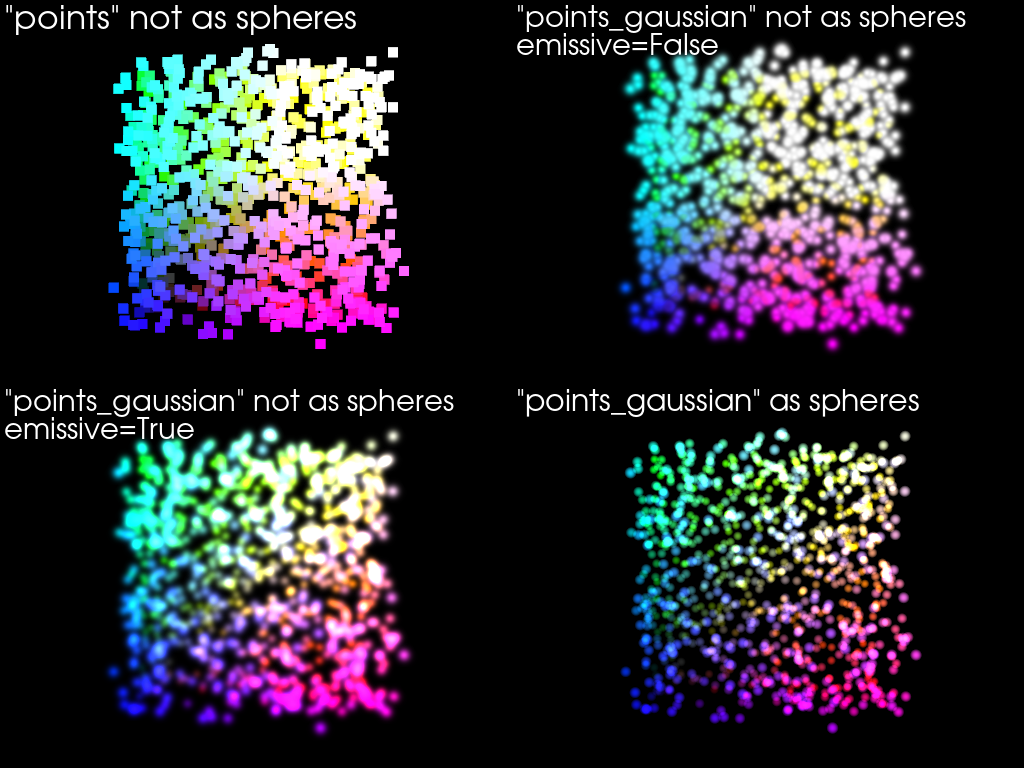 "points" not as spheres
"points_gaussian" not as spheres
emissive=False
"points_gaussian" not as spheres
emissive=True
"points_gaussian" as spheres